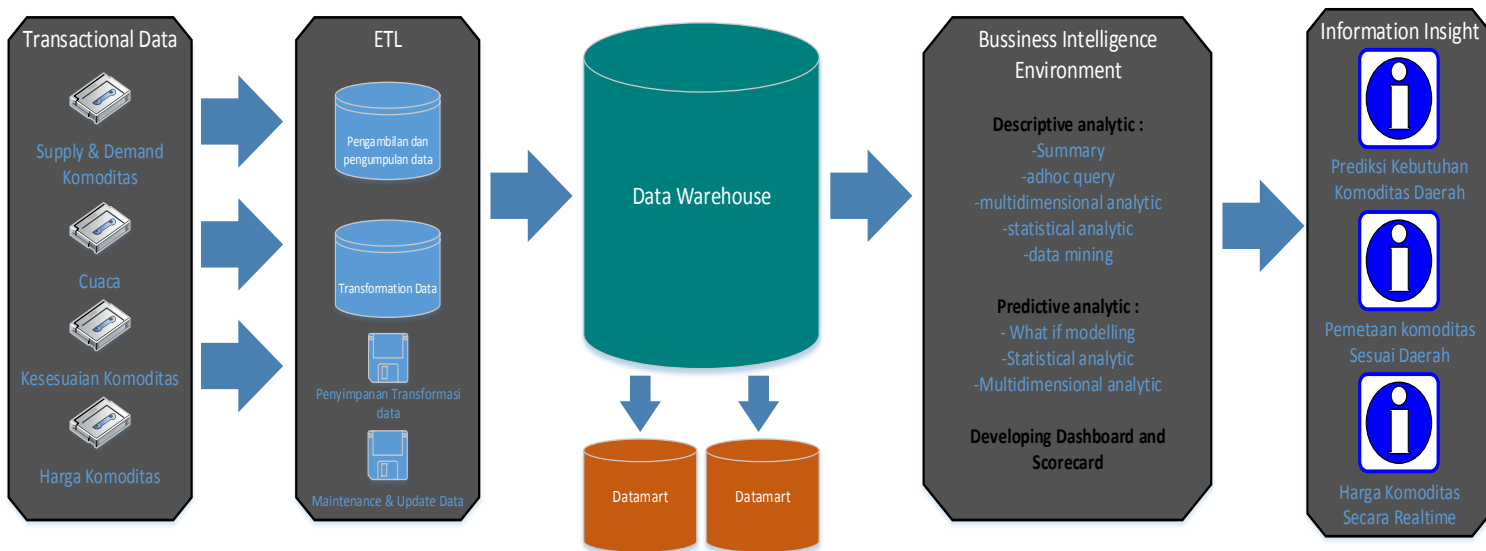 Transactional Data
Supply & Demand
Komoditas
Cuaca
Kesesuaian Komoditas
Harga Komoditas
ETL
Pengambilan dan
pengumpulan data
Transformation Data
Penyimpanan Transformasi
data
Maintenance & Update Data
Data Warehouse
Datamart
Datamart
Bussiness Intelligence
Environment
Descriptive analytic :
-Summary
-adhoc query
-multidimensional analytic
-statistical analytic
-data mining
Predictive analytic :
- What if modelling
-Statistical analytic
-Multidimensional analytic
Developing Dashboard and
Scorecard
Information Insight
Prediksi Kebutuhan
Komoditas Daerah
Pemetaan komoditas
Sesuai Daerah
Harga Komoditas
Secara Realtime